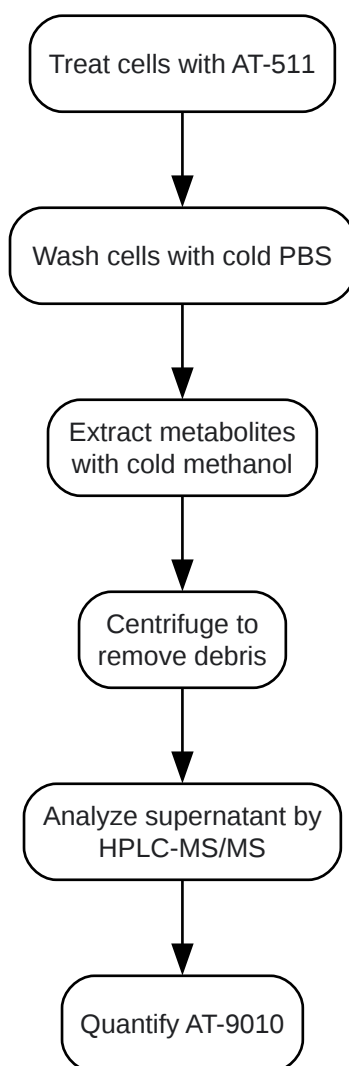 Treat cells with AT-511
Wash cells with cold PBS
Extract metabolites
with cold methanol
Centrifuge to
remove debris
Analyze supernatant by
HPLC-MS/MS
Quantify AT-9010